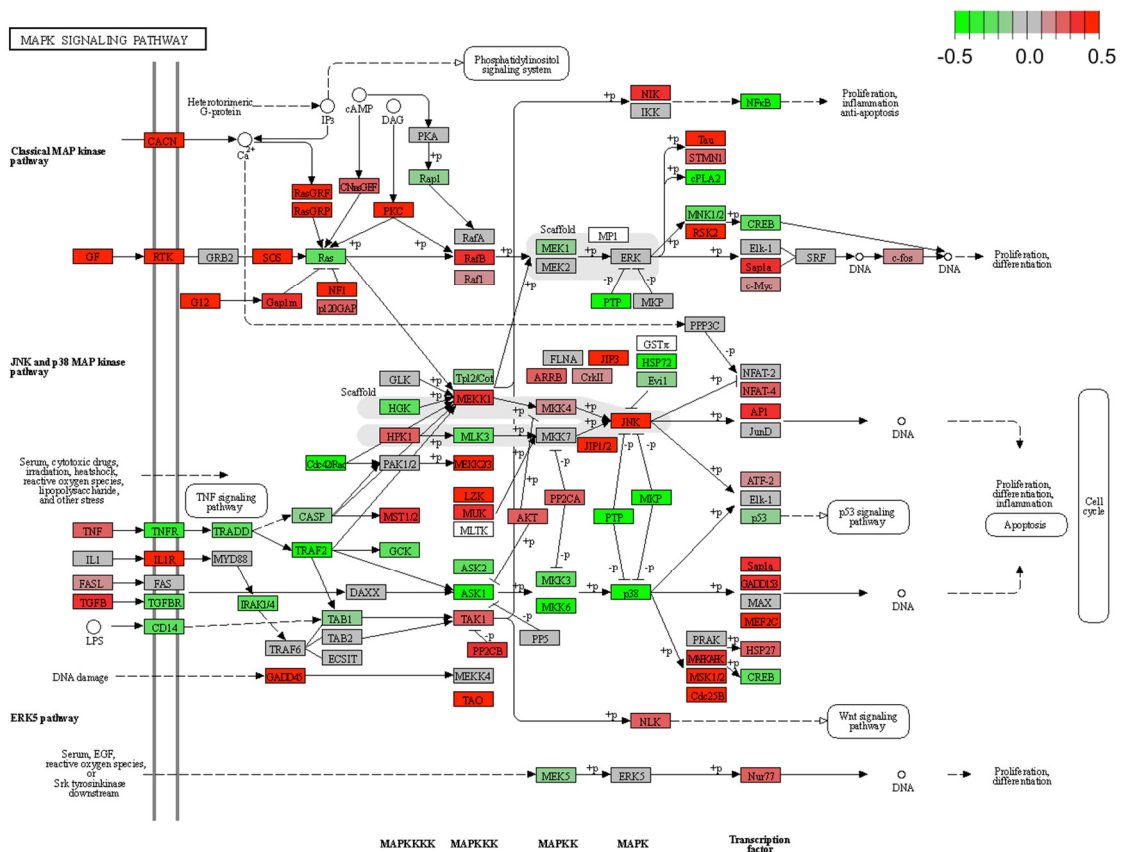 MAPK SIGNALING PATHWAY
-0.5 0.0 0.5
Phosphatidylinositol
signaling system
Heterotorimeric
G-protein
IP3
cAMP
DAG
Ca2+
CACN
PKA
+p
Rap1
NIK
IKK
+p
NFκB
Proliferation,
inflammation
anti-apoptosis
Classical MAP kinase
pathway
RasGRF
RasGRP
PKC
Tau
STMN1
cPLA2
+p
MNK1/2
+p
CREB
RSK2
GF
RTK
GRB2
SOS
Ras
+p
RafA
RafB
Raf1
+p
Scaffold
MEK1
MEK2
+p
MP1
ERK
+p
+p
Elk-1
Sap1a
c-Myc
SRF
DNA
c-fos
DNA
Proliferation,
differentiation
G12
Gap1m
NF1
p120GAP
PTP
MKP
-p
-p
+p
PPP3C
-p
-p
JNK and p38 MAP kinase
pathway
GLK
+p
Tpl2/Cot
FLNA
JIP3
GSTπ
HSP72
Evi1
ARRB
CrkII
NFAT-2
NFAT-4
Scaffold
HGK
+p
MEKK1
MKK4
+p
JNK
+p
AP1
JunD
DNA
HPK1
+p
MLK3
+p
MKK7
+p
JIP1/2
Cdc42/Rac
PAK1/2
+p
MEKK2/3
Serum, cytotoxic drugs,
irradiation, heatshock,
reactive oxygen species,
lipopolysaccharide,
and other stress
TNF signaling
pathway
LZK
MUK
MLTK
PP2CA
-p
-p
-p
-p
MKP
PTP
+p
ATF-2
Elk-1
p53
p53 signaling
pathway
Proliferation,
differentiation,
inflammation
Apoptosis
Cell
cycle
CASP
MST1/2
AKT
TNF
TNFR
TRADD
TRAF2
GCK
IL1
IL1R
MYD88
ASK2
-p
MKK3
-p
-p
Sap1a
GADD153
MAX
MEF2C
DNA
FASL
FAS
DAXX
ASK1
+p
MKK6
+p
p38
+p
TGFB
TGFBR
IRAK1/4
TAB1
TAK1
LPS
CD14
TRAF6
TAB2
ECSIT
-p
PP2CB
-p
PP5
PRAK
+p
HSP27
MSK1/2
+p
CREB
Cdc25B
+p
DNA damage
GADD45
MEKK4
TAO
ERK5 pathway
+p
NLK
Wnt signaling
pathway
Serum, EGF,
reactive oxygen species,
or
Srk tyrosinkinase
downstream
MEK5
+p
ERK5
+p
Nur77
DNA
Proliferation,
differentiation
MAPKKKK MAPKKK MAPKK MAPK Transcription
factor